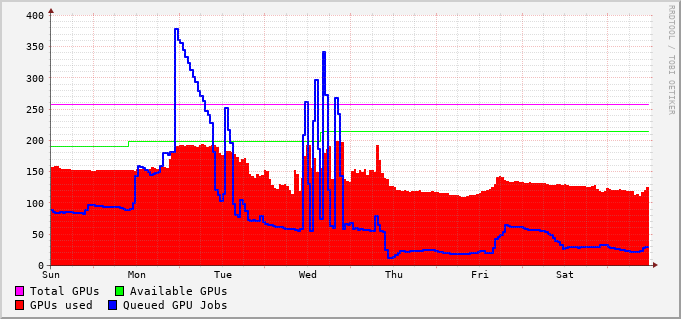 400
350
300
250
200
150
100
50
0
Sun Mon Tue Wed Thu Fri Sat
Total GPUs Available GPUs
GPUs used Queued GPU Jobs
RRDTOOL / TOBI OETIKER